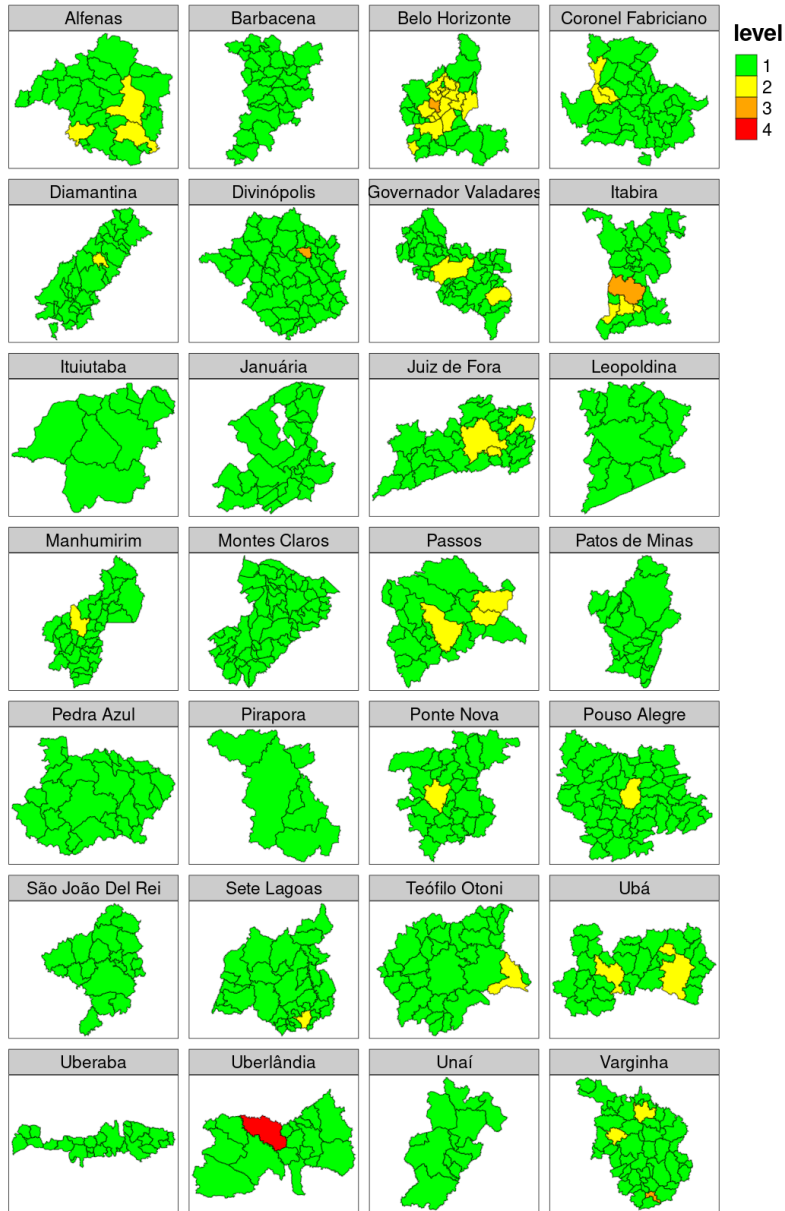 Alfenas
Barbacena
Belo Horizonte
Coronel Fabriciano
level
1
2
3
4
Diamantina
Divinópolis
Governador Valadares
Itabira
Ituiutaba
Januária
Juiz de Fora
Leopoldina
Manhumirim
Montes Claros
Passos
Patos de Minas
Pedra Azul
Pirapora
Ponte Nova
Pouso Alegre
São João Del Rei
Sete Lagoas
Teófilo Otoni
Ubá
Uberaba
Uberlândia
Unaí
Varginha